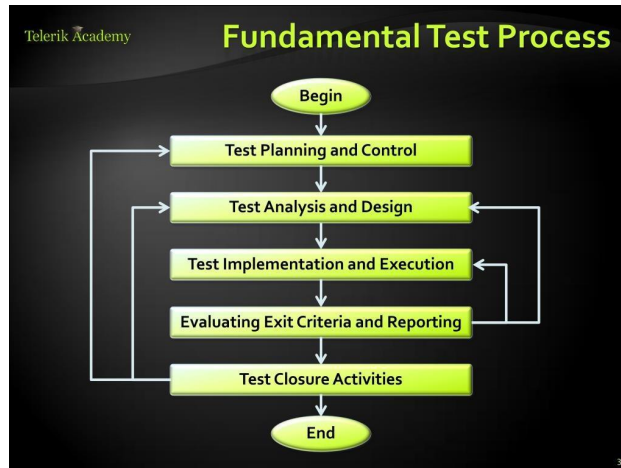 Telerik Academy
Fundamental Test Process
Begin
Test Planning and Control
Test Analysis and Design
Test Implementation and Execution
Evaluating Exit Criteria and Reporting
Test Closure Activities
End
3